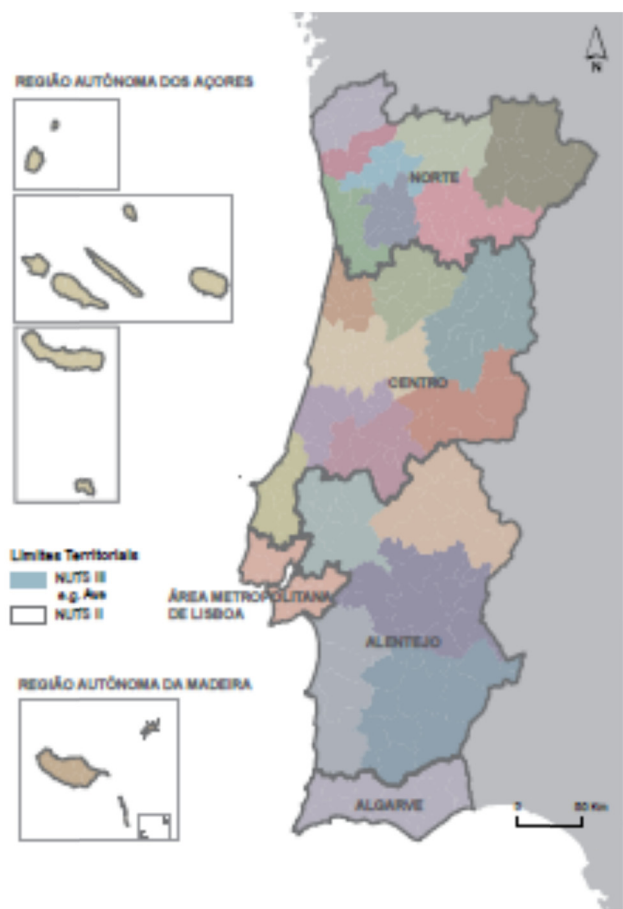 N
REGIÃO AUTÓNOMA DOS AÇORES
NORTE
CENTRO
Limites Territoriais
NUTS III
e.g. Ave
NUTS II
ÁREA METROPOLITANA
DE LISBOA
ALENTEJO
REGIÃO AUTÓNOMA DA MADEIRA
ALGARVE
0 50 Km